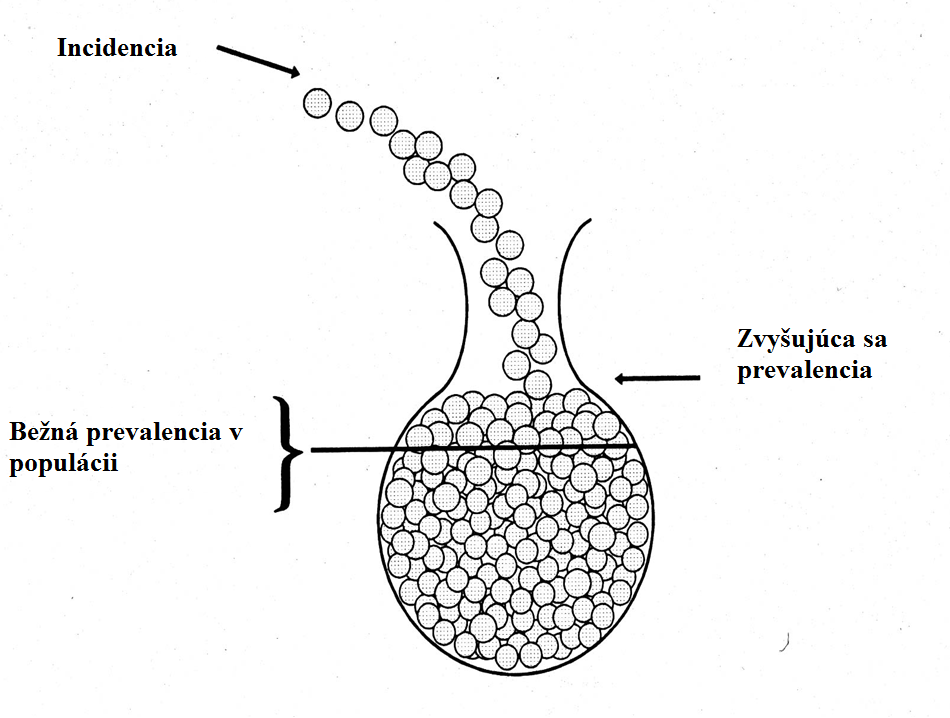 Incidencia
Zvyšujúca sa
prevalencia
Bežná prevalencia v
populácii